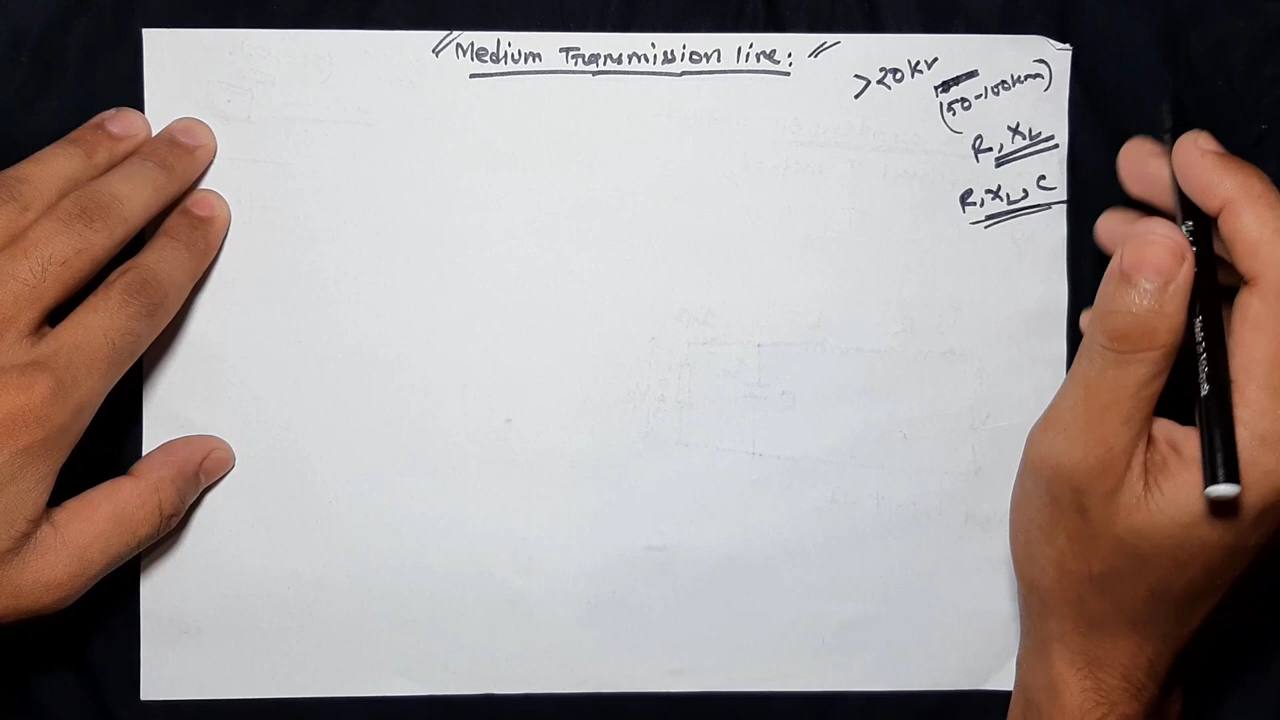 "Medium Transmission line: "
>20kv
(50-100km)
R, XL
R, XL, C